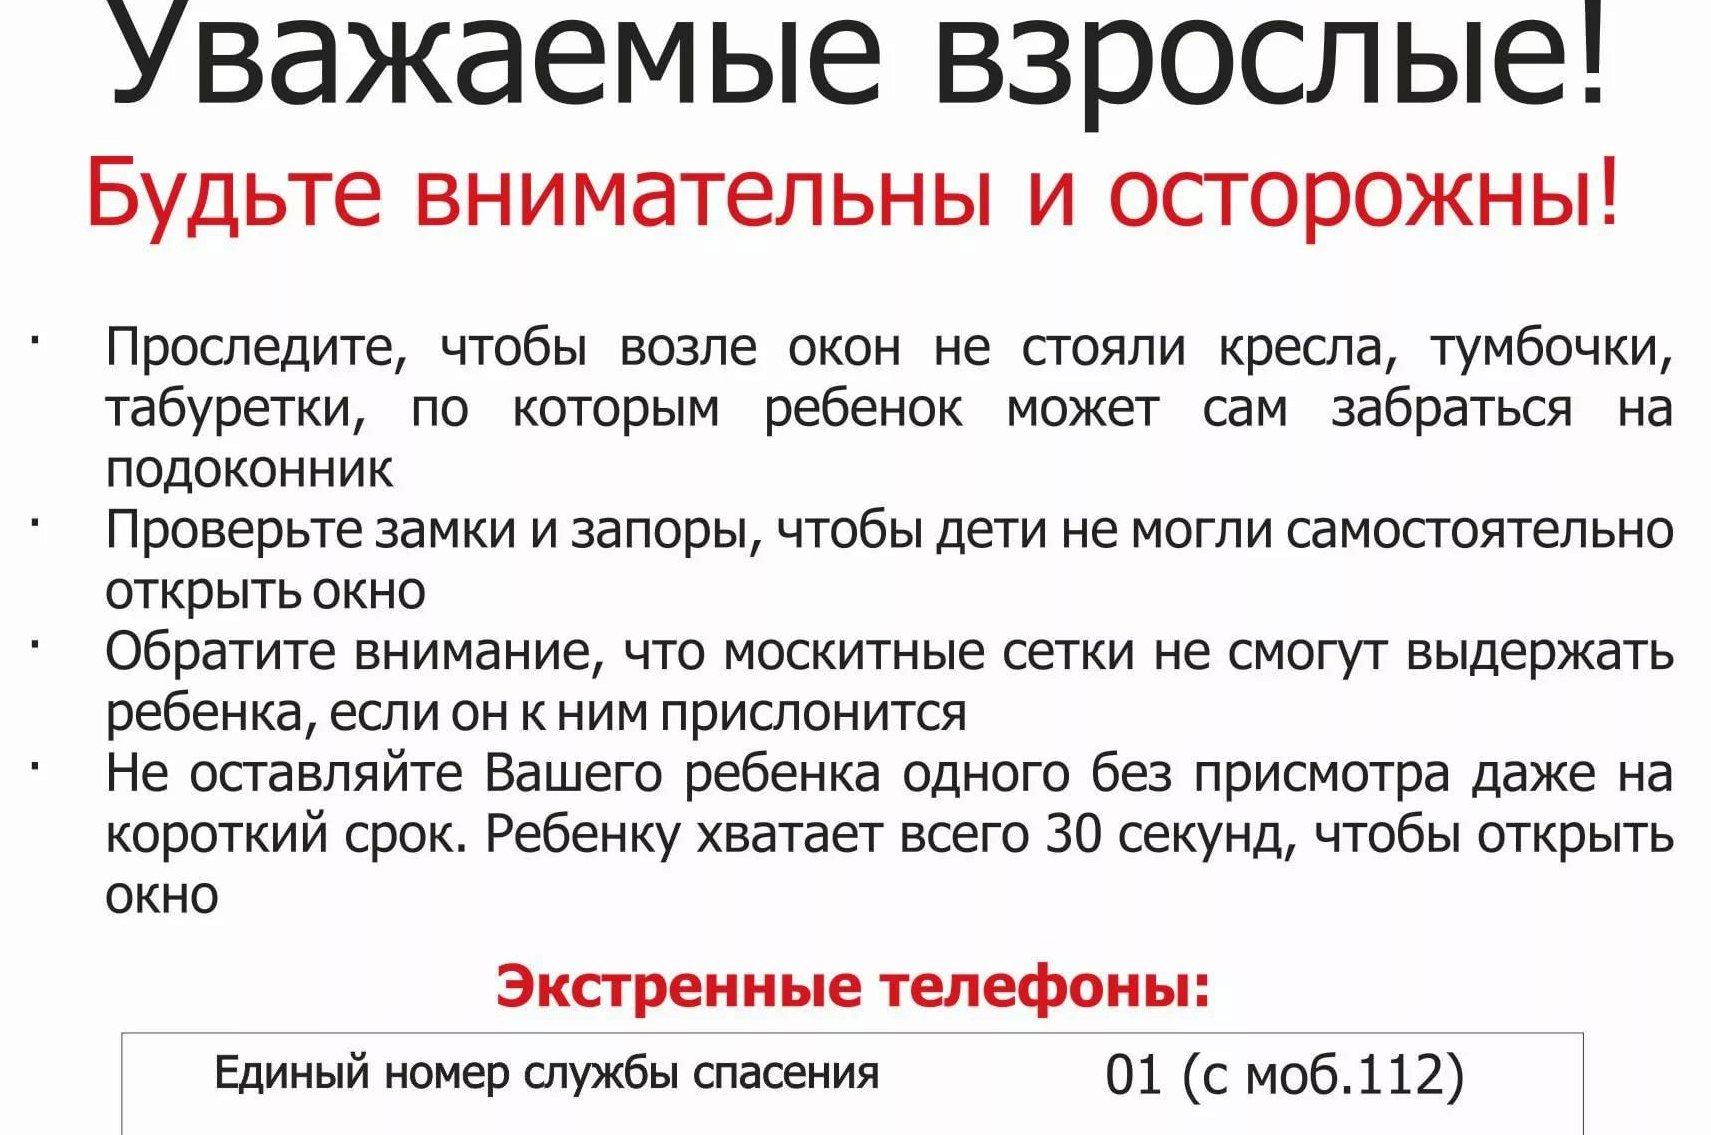 Уважаемые взрослые!
Будьте внимательны и осторожны!
· Проследите, чтобы возле окон не стояли кресла, тумбочки,
табуретки, по которым ребенок может сам забраться на
подоконник
· Проверьте замки и запоры, чтобы дети не могли самостоятельно
открыть окно
· Обратите внимание, что москитные сетки не смогут выдержать
ребенка, если он к ним прислонится
· Не оставляйте Вашего ребенка одного без присмотра даже на
короткий срок. Ребенку хватает всего 30 секунд, чтобы открыть
окно
Экстренные телефоны:
Единый номер службы спасения 01 (с моб.112)